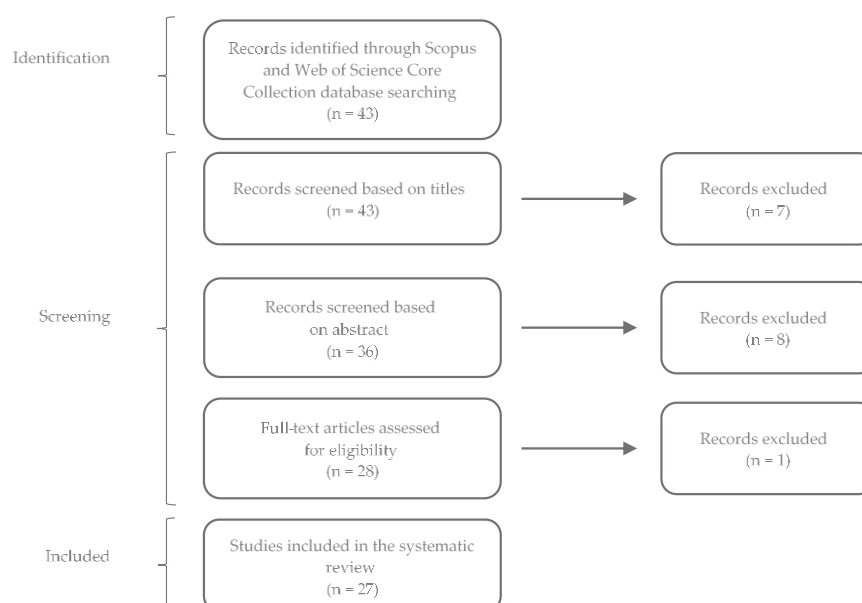 Identification
Records identified through Scopus
and Web of Science Core
Collection database searching
(n = 43)
Records screened based on titles
(n = 43)
Records excluded
(n = 7)
Screening
Records screened based
on abstract
(n = 36)
Records excluded
(n = 8)
Full-text articles assessed
for eligibility
(n = 28)
Records excluded
(n = 1)
Included
Studies included in the systematic
review
(n = 27)